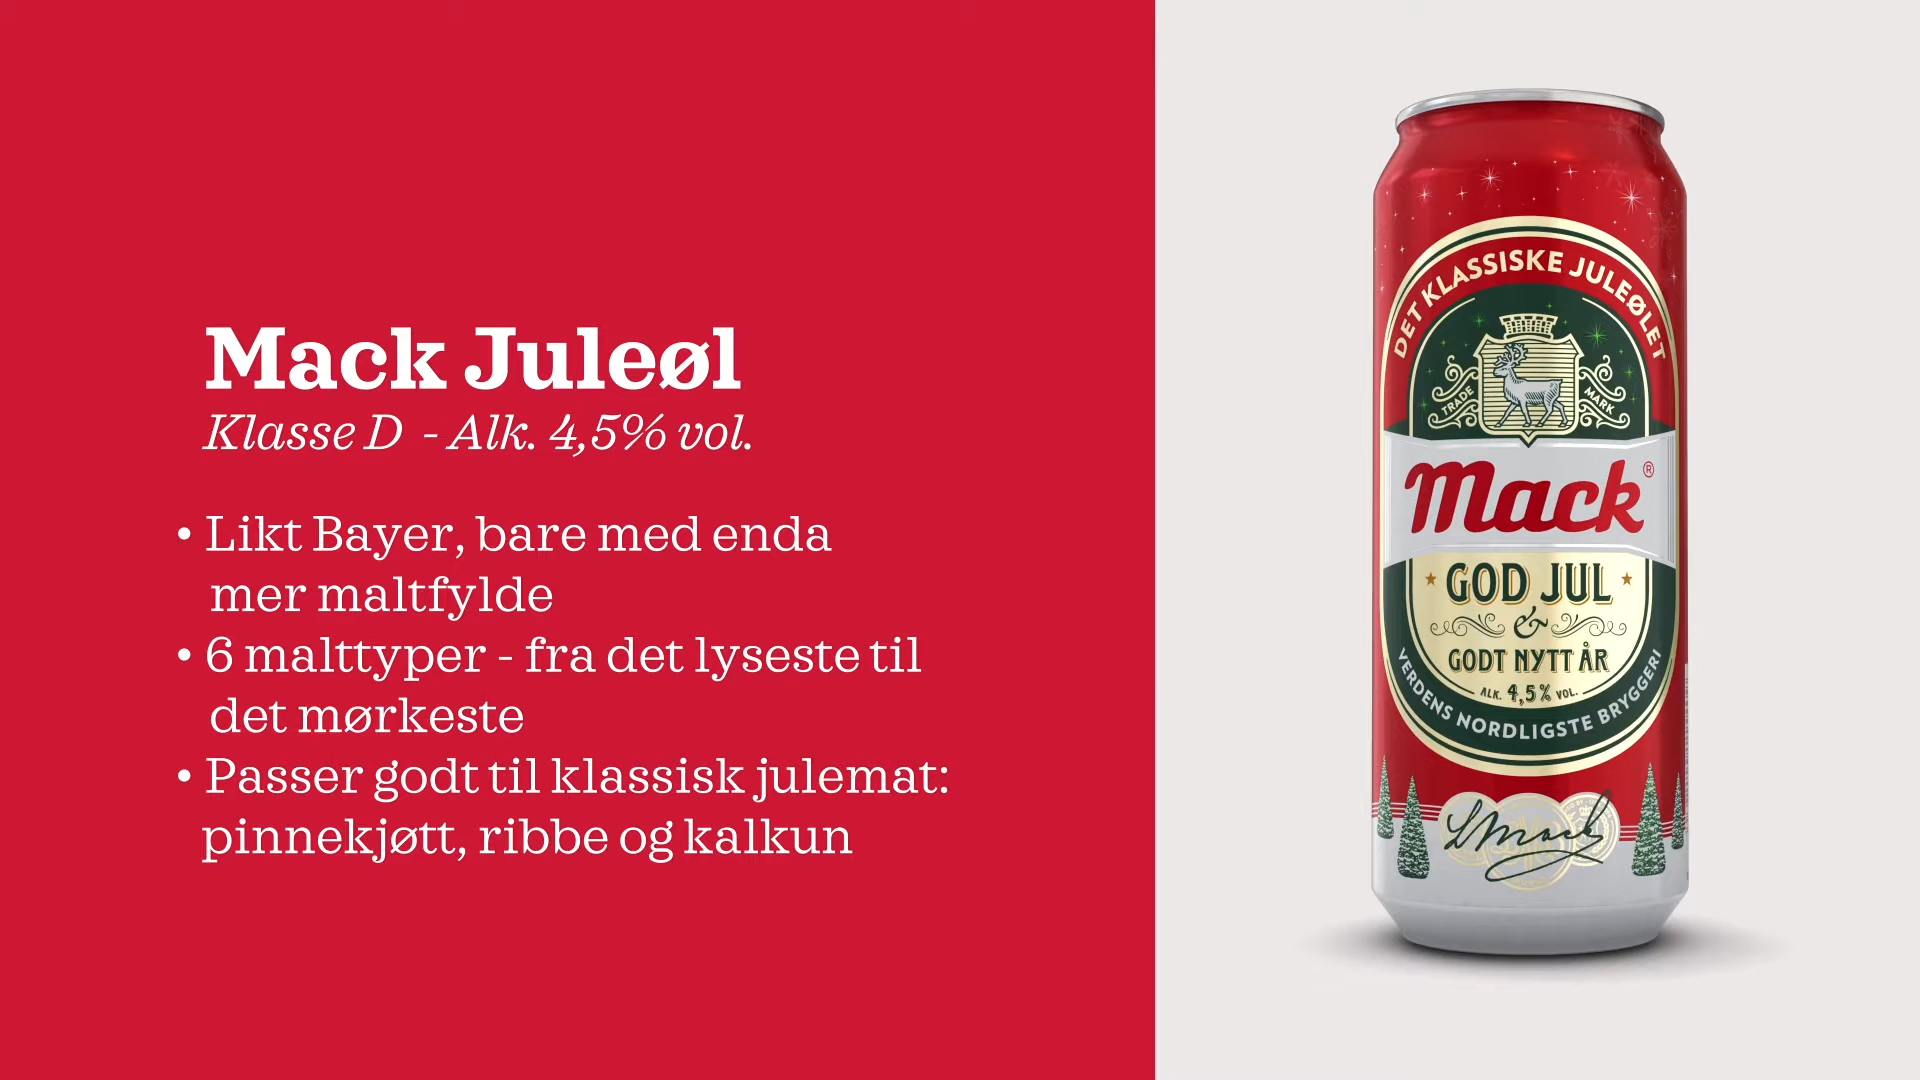 Mack Juleøl
Klasse D - Alk. 4,5% vol.
• Likt Bayer, bare med enda
mer maltfylde
• 6 malttyper - fra det lyseste til
det mørkeste
• Passer godt til klassisk julemat:
pinnekjøtt, ribbe og kalkun
DET KLASSISKE JULEØLET
TRADE MARK
Mack®
GOD JUL
&
GODT NYTT ÅR
ALK. 4,5% VOL.
VERDENS NORDLIGSTE BRYGGERI
LMack